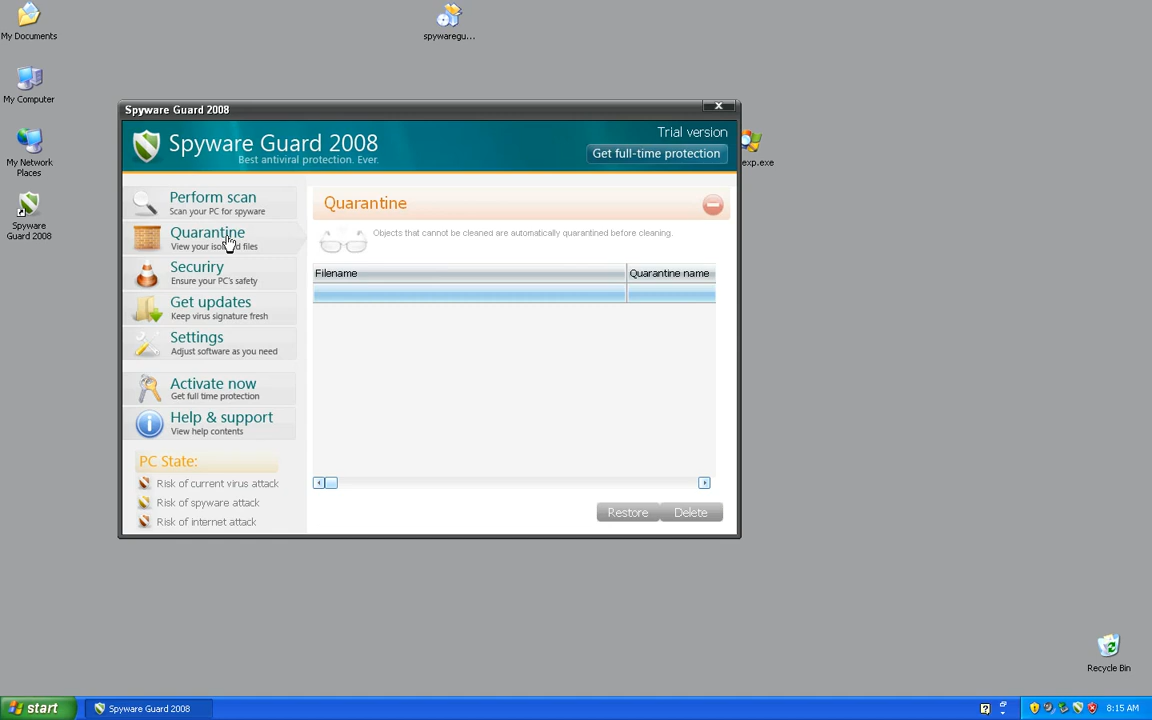 My Documents
spywaregu...
My Computer
My Network
Places
Spyware
Guard 2008
exp.exe
Spyware Guard 2008
Spyware Guard 2008
Best antiviral protection. Ever.
Trial version
Get full-time protection
Perform scan
Scan your PC for spyware
Quarantine
View your isolated files
Securiry
Ensure your PC's safety
Get updates
Keep virus signature fresh
Settings
Adjust software as you need
Activate now
Get full time protection
Help & support
View help contents
PC State:
Risk of current virus attack
Risk of spyware attack
Risk of internet attack
Quarantine
Objects that cannot be cleaned are automatically quarantined before cleaning.
Filename
Quarantine name
Restore
Delete
Recycle Bin
start
Spyware Guard 2008
8:15 AM